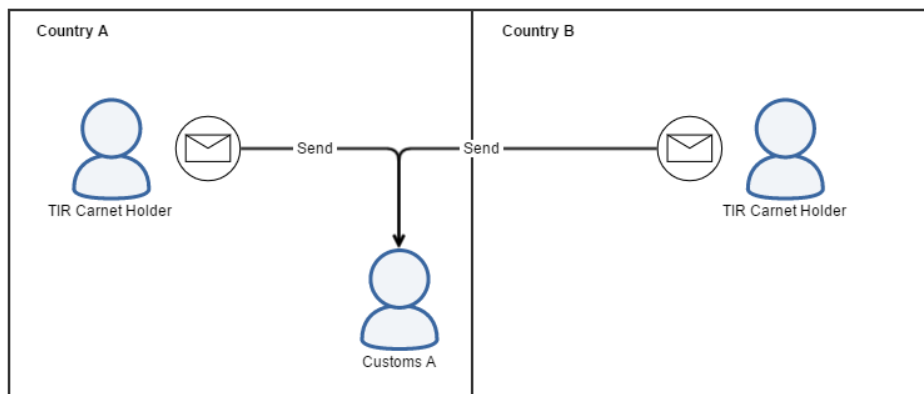 Country A
Country B
Send
Send
TIR Carnet Holder
TIR Carnet Holder
Customs A